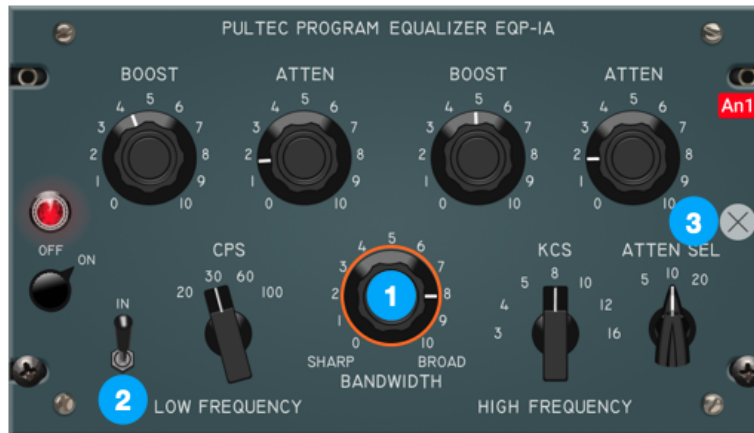 PULTEC PROGRAM EQUALIZER EQP-1A
BOOST ATTEN BOOST ATTEN
0 1 2 3 4 5 6 7 8 9 10
0 1 2 3 4 5 6 7 8 9 10
0 1 2 3 4 5 6 7 8 9 10
0 1 2 3 4 5 6 7 8 9 10
An1
3
OFF ON
CPS
20 30 60 100
KCS
3 4 5 8 10 12 16
ATTEN SEL
5 10 20
0 1 2 3 4 5 6 7 8 9 10
1
IN
SHARP BROAD
BANDWIDTH
2
LOW FREQUENCY
HIGH FREQUENCY